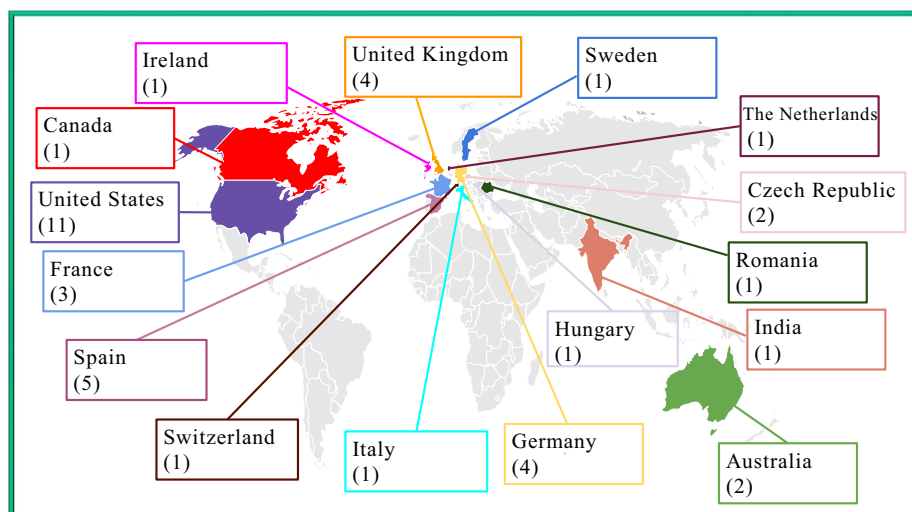 Ireland
(1)
United Kingdom
(4)
Sweden
(1)
Canada
(1)
The Netherlands
(1)
United States
(11)
Czech Republic
(2)
France
(3)
Romania
(1)
Spain
(5)
Hungary
(1)
India
(1)
Switzerland
(1)
Italy
(1)
Germany
(4)
Australia
(2)